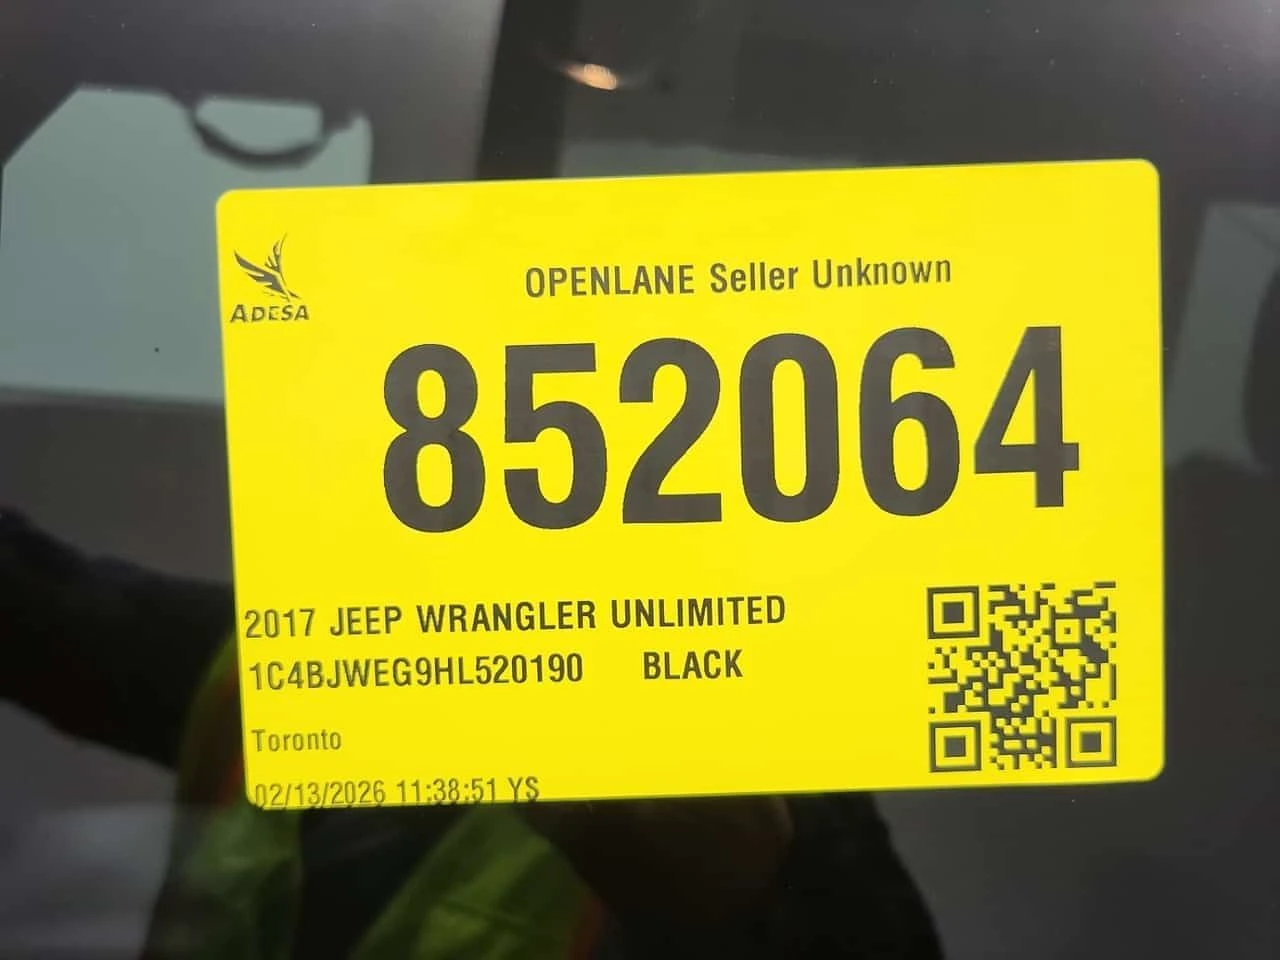 OPENLANE Seller Unknown
ADESA
852064
2017 JEEP WRANGLER UNLIMITED
1C4BJWEG9HL520190 BLACK
Toronto
02/13/2026 11:38:51 YS